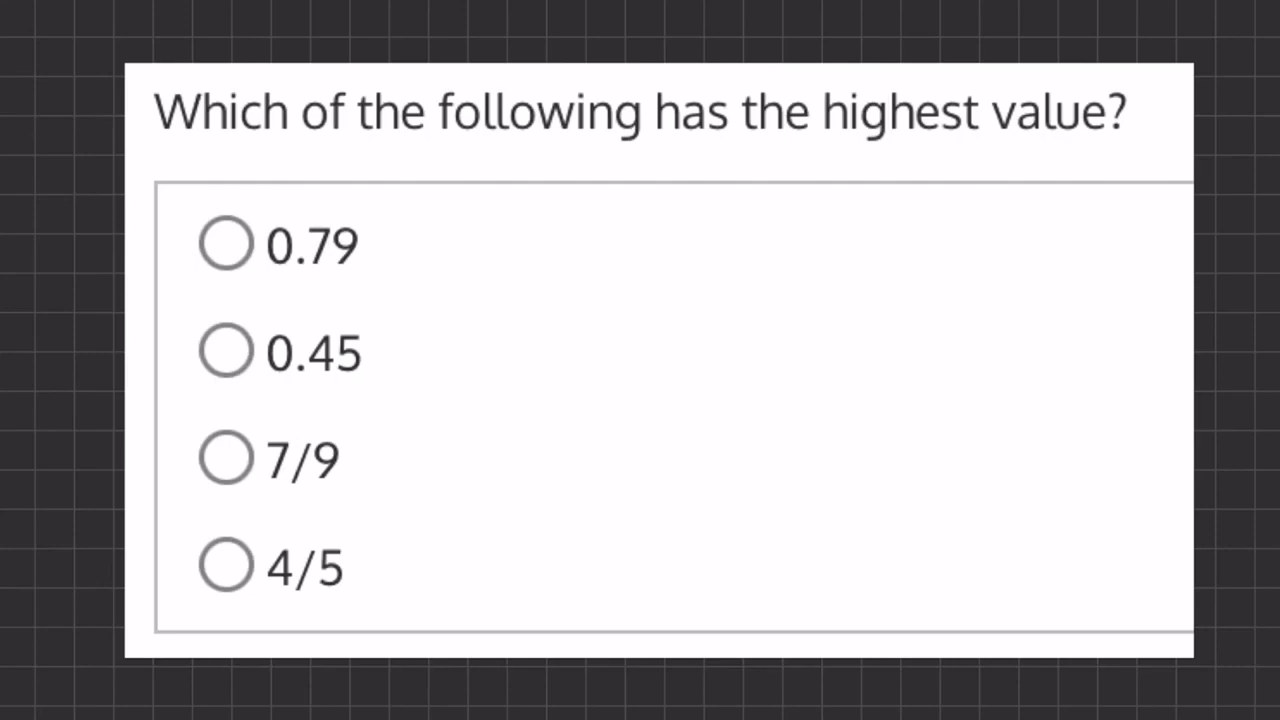 Which of the following has the highest value?
0.79
0.45
7/9
4/5